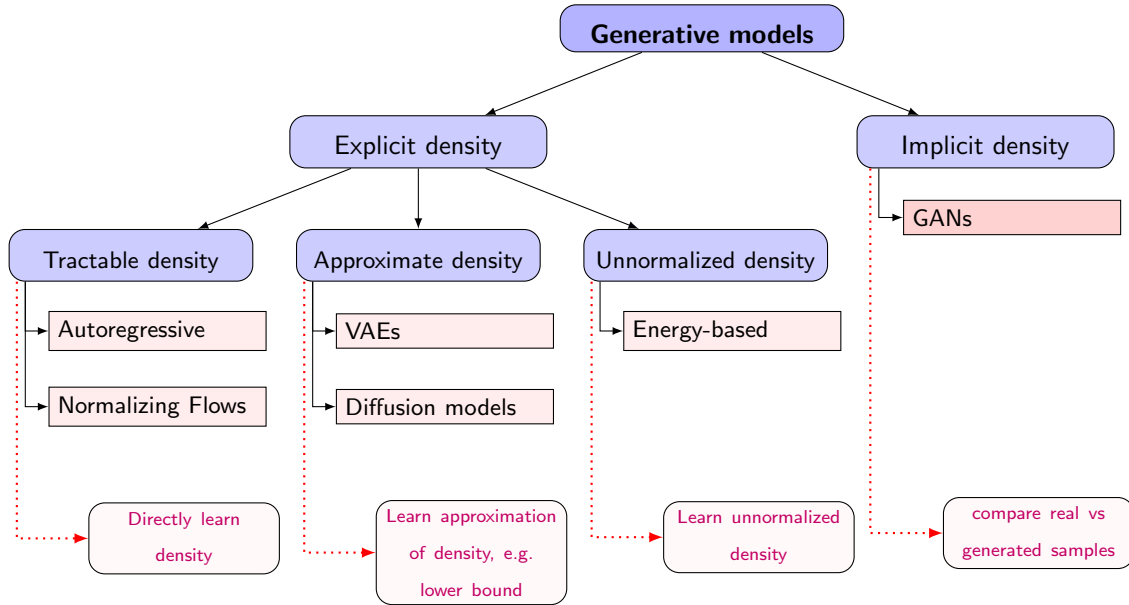 Generative models
Explicit density
Implicit density
GANs
Tractable density
Approximate density
Unnormalized density
Autoregressive
VAEs
Energy-based
Normalizing Flows
Diffusion models
Directly learn
density
Learn approximation
of density, e.g.
lower bound
Learn unnormalized
density
compare real vs
generated samples